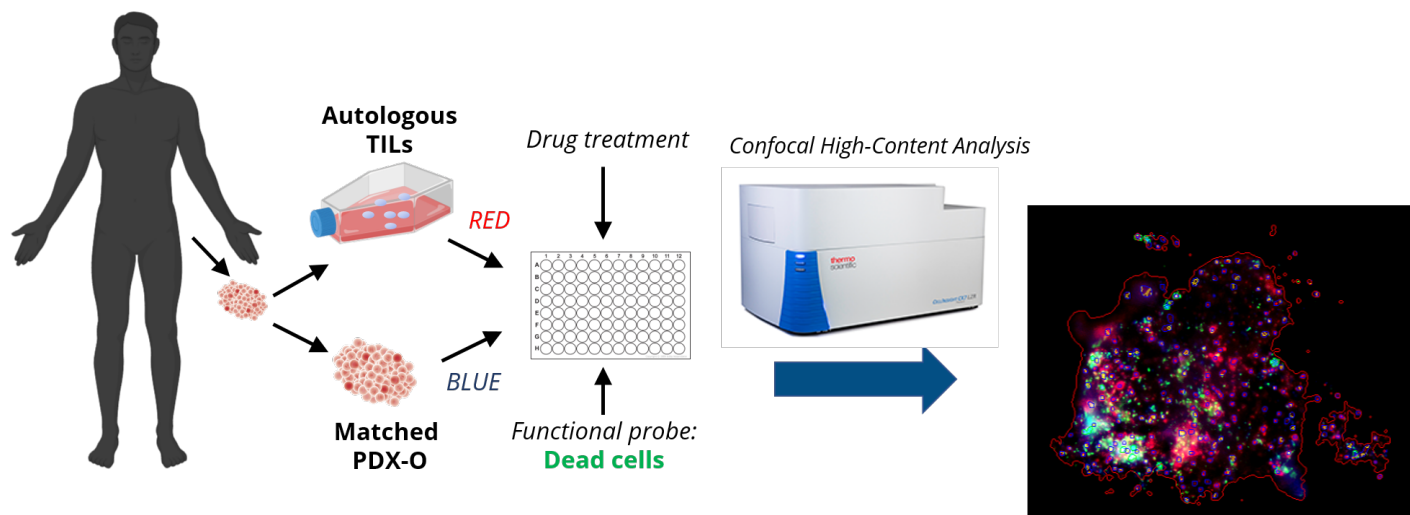 Autologous
TILs
RED
BLUE
Matched
PDX-O
Drug treatment
1 2 3 4 5 6 7 8 9 10 11 12
A
B
C
D
E
F
G
H
Functional probe:
Dead cells
Confocal High-Content Analysis
thermo
scientific